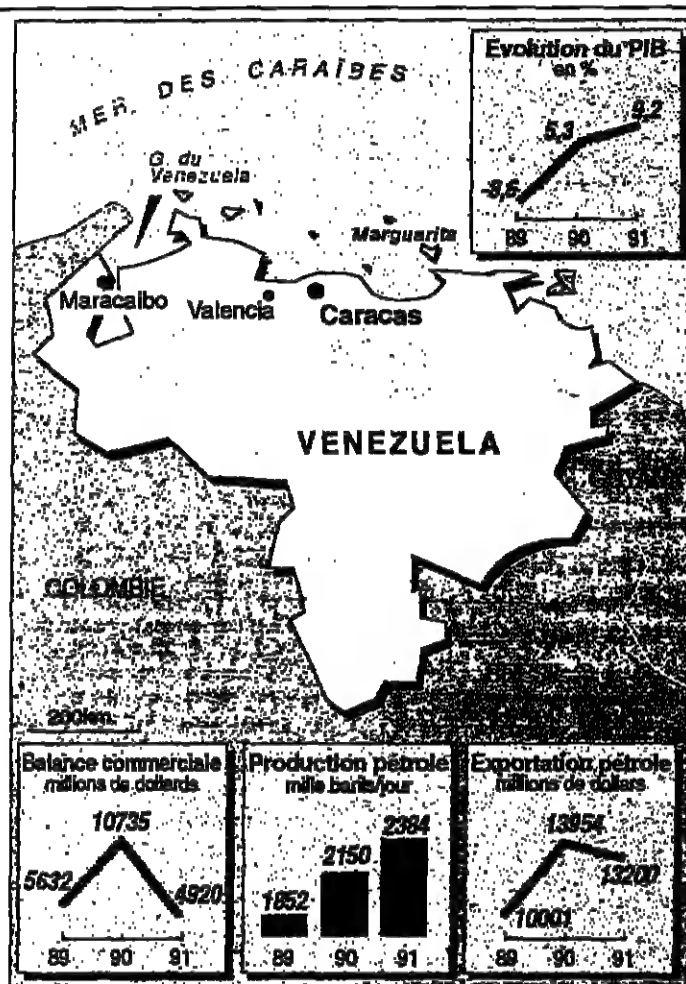 Evolution du PIB
en %
-8,6
5,3
9,2
89 90 91
MER DES CARAÏBES
G. du
Venezuela
Marguarita
Maracaibo
Valencia
Caracas
VENEZUELA
COLOMBIE
200km
Balance commerciale
millions de dollards
5632
10735
4920
89 90 91
Production pétrole
mille barils/jour
1852
2150
2384
89 90 91
Exportation pétrole
millions de dollars
10001
13954
13200
89 90 91